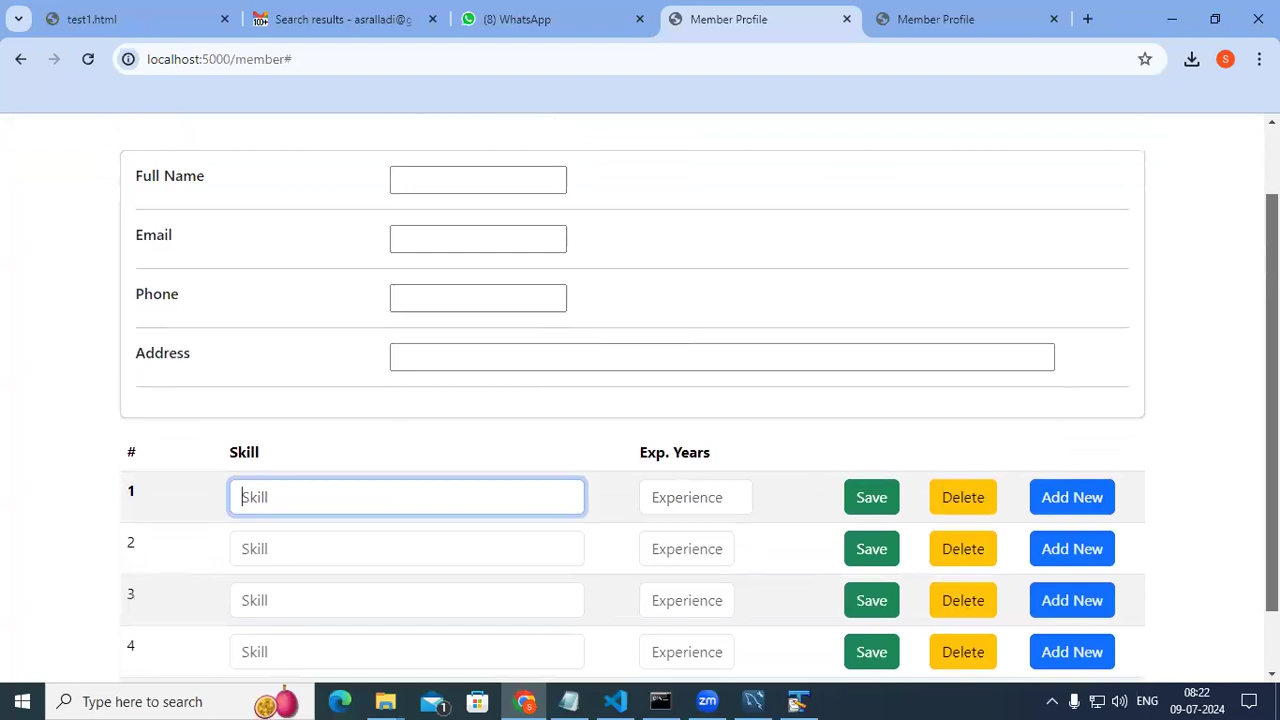 test1.html
Search results - asralladi@g
(8) WhatsApp
Member Profile
Member Profile
localhost:5000/member#
S
Full Name
Email
Phone
Address
# Skill Exp. Years
1 Skill Experience Save Delete Add New
2 Skill Experience Save Delete Add New
3 Skill Experience Save Delete Add New
4 Skill Experience Save Delete Add New
Type here to search
ENG
08:22
09-07-2024